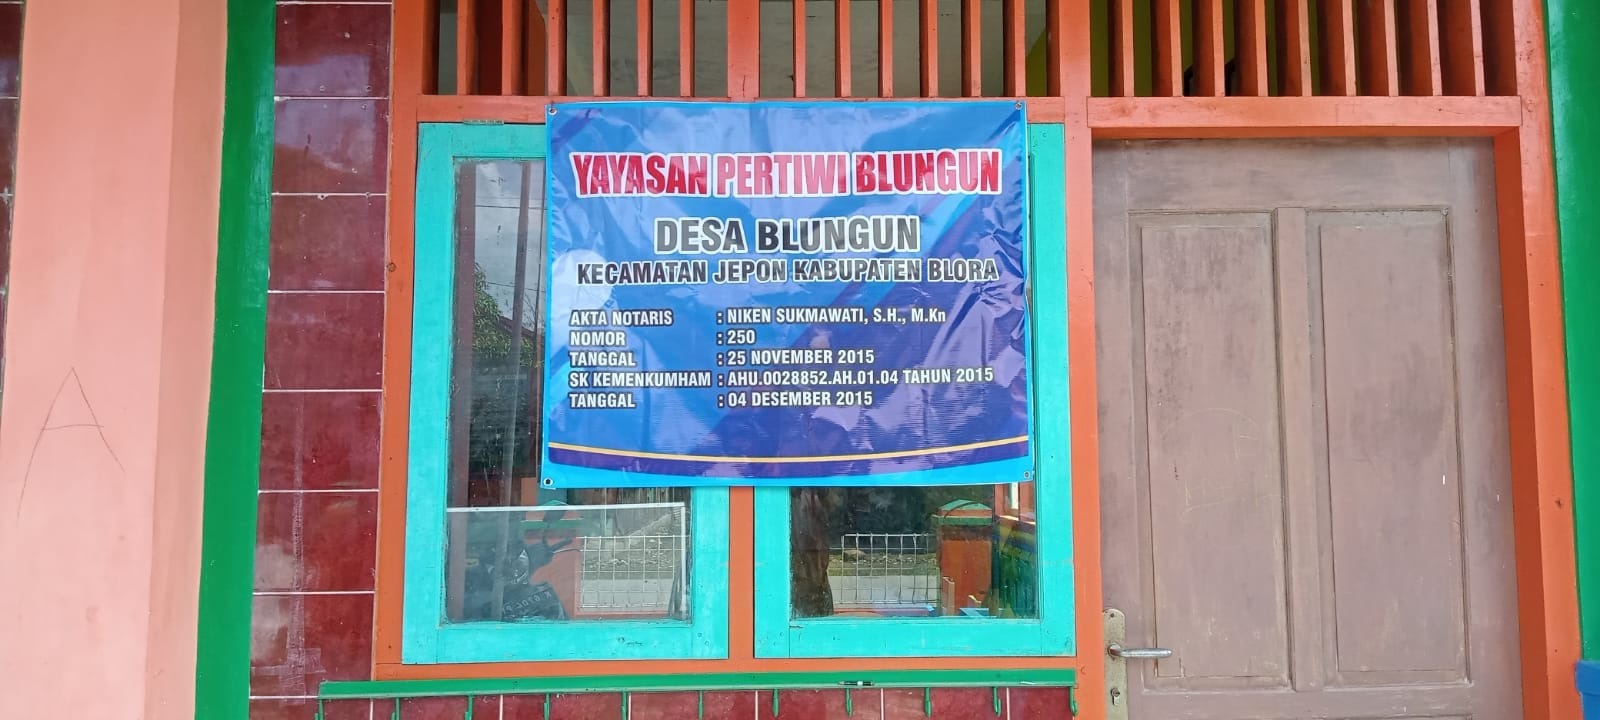 YAYASAN PERTIWI BLUNGUN
DESA BLUNGUN
KECAMATAN JEPON KABUPATEN BLORA
AKTA NOTARIS : NIKEN SUKMAWATI, S.H., M.Kn
NOMOR : 250
TANGGAL : 25 NOVEMBER 2015
SK KEMENKUMHAM : AHU.0028852.AH.01.04 TAHUN 2015
TANGGAL : 04 DESEMBER 2015
A